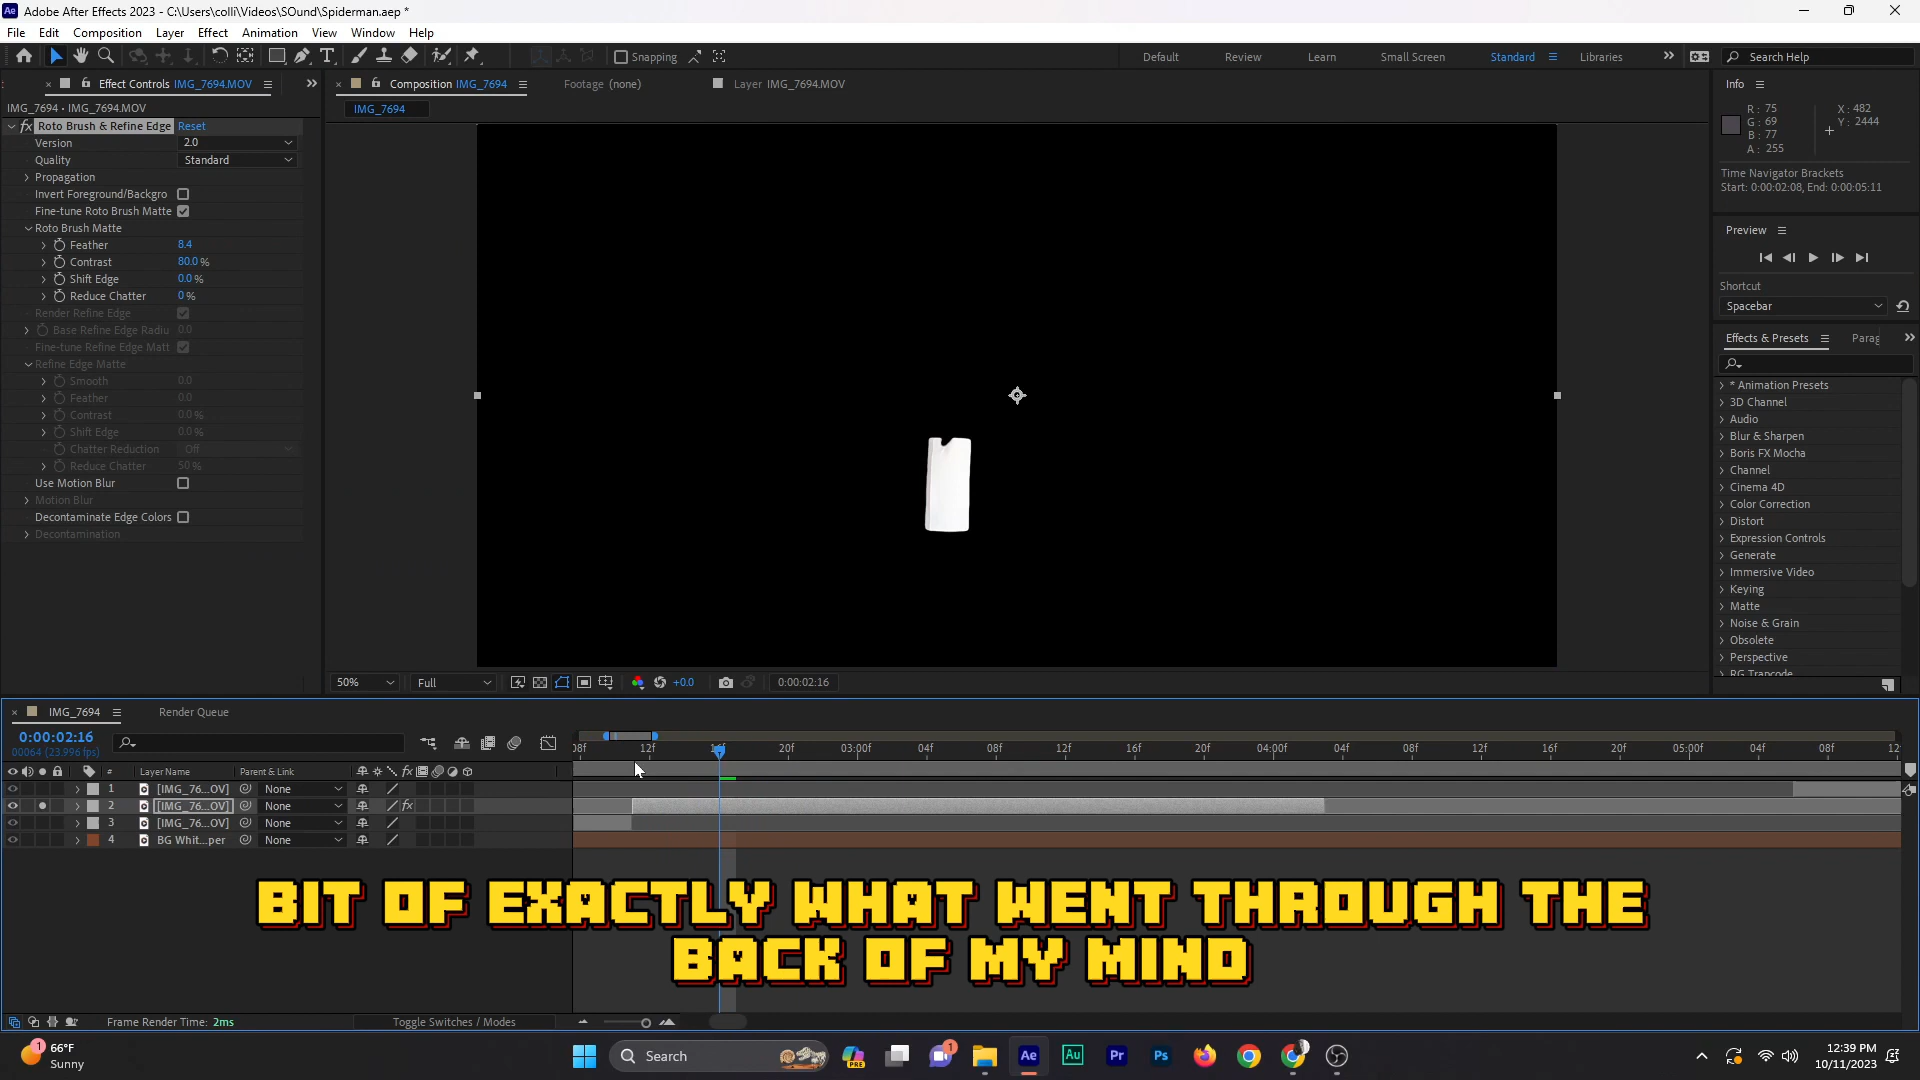 Adobe After Effects 2023 - C:\Users\colli\Videos\SOund\Spiderman.aep *
File Edit Composition Layer Effect Animation View Window Help
Snapping
Default Review Learn Small Screen Standard Libraries Search Help
Effect Controls IMG_7694.MOV
IMG_7694 • IMG_7694.MOV
fx Roto Brush & Refine Edge Reset
Version 2.0
Quality Standard
Propagation
Invert Foreground/Backgro
Fine-tune Roto Brush Matte
Roto Brush Matte
Feather 8.4
Contrast 80.0 %
Shift Edge 0.0 %
Reduce Chatter 0 %
Render Refine Edge
Base Refine Edge Radiu 0.0
Fine-tune Refine Edge Matt
Refine Edge Matte
Smooth 0.0
Feather 0.0
Contrast 0.0 %
Shift Edge 0.0 %
Chatter Reduction Off
Reduce Chatter 50 %
Use Motion Blur
Motion Blur
Decontaminate Edge Colors
Decontamination
Composition IMG_7694 Footage (none) Layer IMG_7694.MOV
IMG_7694
50% Full +0.0 0:00:02:16
Info
R: 75 X: 482
G: 69 Y: 2444
B: 77
A: 255
Time Navigator Brackets
Start: 0:00:02:08, End: 0:00:05:11
Preview
Shortcut
Spacebar
Effects & Presets Parag
* Animation Presets
3D Channel
Audio
Blur & Sharpen
Boris FX Mocha
Channel
Cinema 4D
Color Correction
Distort
Expression Controls
Generate
Immersive Video
Keying
Matte
Noise & Grain
Obsolete
Perspective
RG Trapcode
IMG_7694 Render Queue
0:00:02:16
00064 (23.976 fps)
08f 12f 16f 20f 03:00f 04f 08f 12f 16f 20f 04:00f 04f 08f 12f 16f 20f 05:00f 04f 08f 12
# Layer Name Parent & Link fx
1 [IMG_76...OV] None
2 [IMG_76...OV] None fx
3 [IMG_76...OV] None
4 BG Whit...per None
BIT OF EXACTLY WHAT WENT THROUGH THE
BACK OF MY MIND
Frame Render Time: 2ms Toggle Switches / Modes
1 66°F
Sunny
Search
PRE
1
Ae
Au
Pr
Ps
12:39 PM
10/11/2023